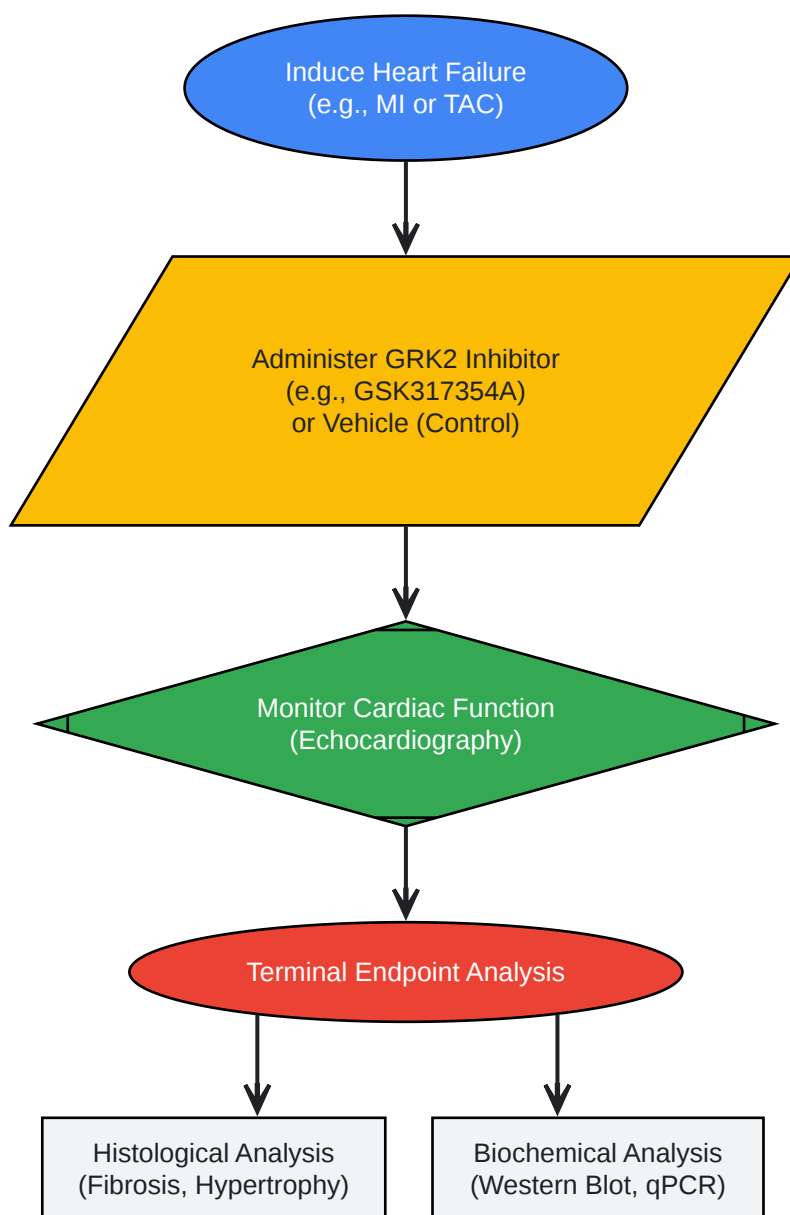 Induce Heart Failure
(e.g., MI or TAC)
Administer GRK2 Inhibitor
(e.g., GSK317354A)
or Vehicle (Control)
Monitor Cardiac Function
(Echocardiography)
Terminal Endpoint Analysis
Histological Analysis
(Fibrosis, Hypertrophy)
Biochemical Analysis
(Western Blot, qPCR)